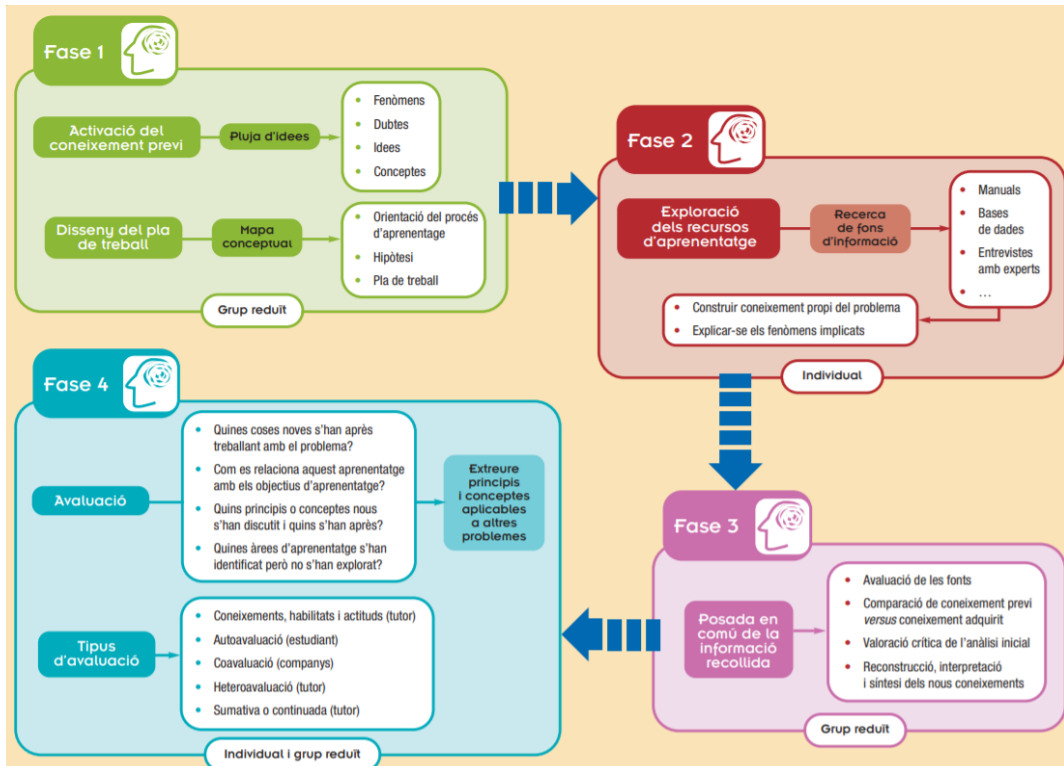 Fase 1
Activació del
coneixement previ
Pluja d'idees
• Fenòmens
• Dubtes
• Idees
• Conceptes
Disseny del pla
de treball
Mapa
conceptual
• Orientació del procés
d'aprenentage
• Hipòtesi
• Pla de treball
Grup reduït
Fase 2
Exploració
dels recursos
d'aprenentatge
Recerca
de fons
d'informació
• Manuals
• Bases
de dades
• Entrevistes
amb experts
• ...
• Construir coneixement propi del problema
• Explicar-se els fenòmens implicats
Individual
Fase 3
Posada en
comú de la
informació
recollida
• Avaluació de les fonts
• Comparació de coneixement previ
versus coneixement adquirit
• Valoració crítica de l'anàlisi inicial
• Reconstrucció, interpretació
i síntesi dels nous coneixements
Grup reduït
Fase 4
Avaluació
• Quines coses noves s'han après
treballant amb el problema?
• Com es relaciona aquest aprenentatge
amb els objectius d'aprenentatge?
• Quins principis o conceptes nous
s'han discutit i quins s'han après?
• Quines àrees d'aprenentatge s'han
identificat però no s'han explorat?
Extreure
principis
i conceptes
aplicables
a altres
problemes
Tipus
d'avaluació
• Coneixements, habilitats i actituds (tutor)
• Autoavaluació (estudiant)
• Coavaluació (companys)
• Heteroavaluació (tutor)
• Sumativa o continuada (tutor)
Individual i grup reduït